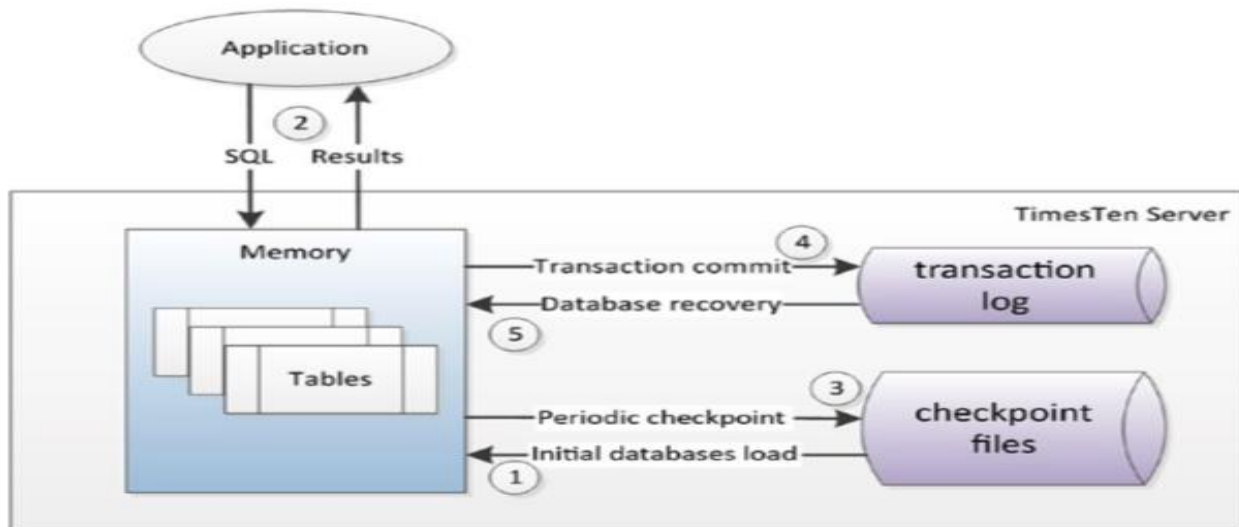 Application
2
SQL Results
TimesTen Server
Memory
4
Transaction commit
transaction
log
Database recovery
5
Tables
3
Periodic checkpoint
checkpoint
files
Initial databases load
1